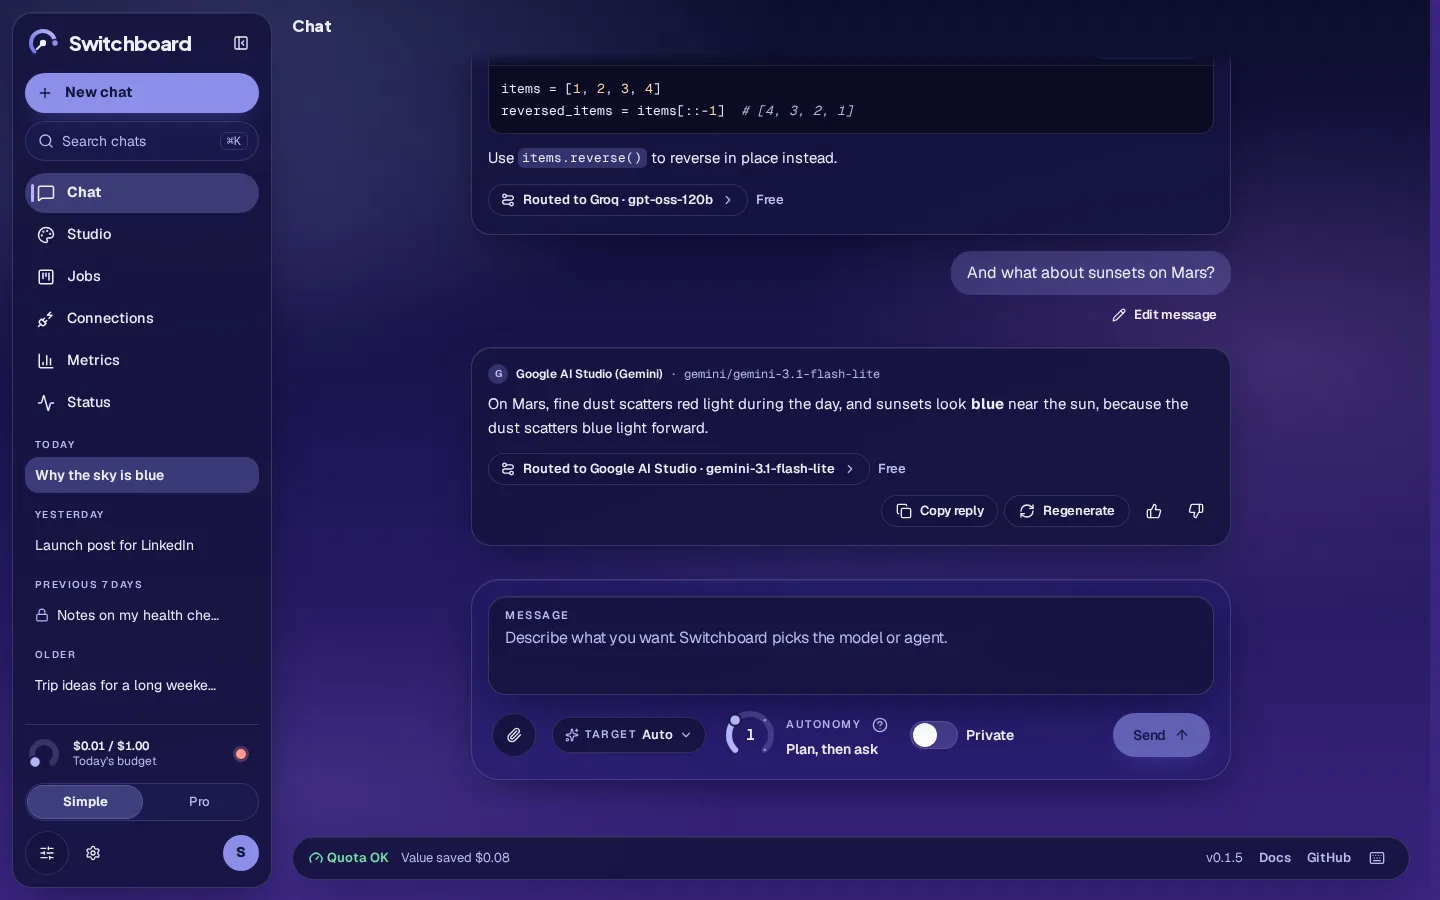 Switchboard
New chat
Search chats ⌘K
Chat
Studio
Jobs
Connections
Metrics
Status
TODAY
Why the sky is blue
YESTERDAY
Launch post for LinkedIn
PREVIOUS 7 DAYS
Notes on my health che…
OLDER
Trip ideas for a long weeke…
$0.01 / $1.00
Today's budget
Simple Pro
S
Chat
items = [1, 2, 3, 4]
reversed_items = items[::-1]  # [4, 3, 2, 1]
Use items.reverse() to reverse in place instead.
Routed to Groq · gpt-oss-120b Free
And what about sunsets on Mars?
Edit message
G Google AI Studio (Gemini) · gemini/gemini-3.1-flash-lite
On Mars, fine dust scatters red light during the day, and sunsets look blue near the sun, because the
dust scatters blue light forward.
Routed to Google AI Studio · gemini-3.1-flash-lite Free
Copy reply Regenerate
MESSAGE
Describe what you want. Switchboard picks the model or agent.
TARGET Auto 1 AUTONOMY ? Private Send
Plan, then ask
Quota OK Value saved $0.08 v0.1.5 Docs GitHub